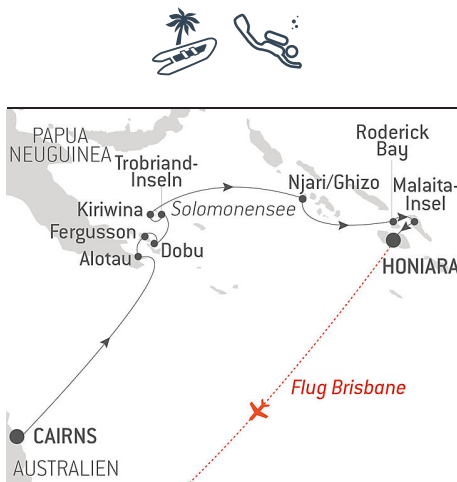 PAPUA
NEUGUINEA
Roderick
Bay
Trobriand-
Inseln
Njari/Ghizo
Malaita-
Insel
Kiriwina
Solomonensee
Fergusson
Dobu
Alotau
HONIARA
Flug Brisbane
CAIRNS
AUSTRALIEN